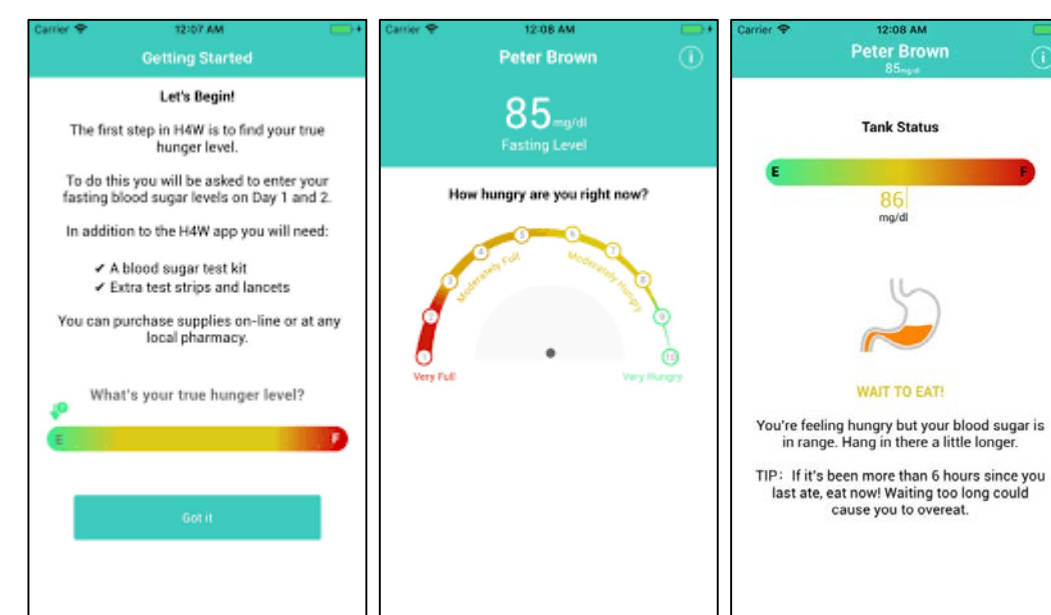 Carrier 12:07 AM
Getting Started
Let's Begin!
The first step in H4W is to find your true
hunger level.
To do this you will be asked to enter your
fasting blood sugar levels on Day 1 and 2.
In addition to the H4W app you will need:
✔ A blood sugar test kit
✔ Extra test strips and lancets
You can purchase supplies on-line or at any
local pharmacy.
What's your true hunger level?
E F
Got it
Carrier 12:08 AM
Peter Brown
85 mg/dl
Fasting Level
How hungry are you right now?
1 2 3 4 5 6 7 8 9 10
Moderately Full
Moderately Hungry
Very Full
Very Hungry
Carrier 12:08 AM
Peter Brown
85 mg/dl
Tank Status
E F
86
mg/dl
WAIT TO EAT!
You're feeling hungry but your blood sugar is
in range. Hang in there a little longer.
TIP: If it's been more than 6 hours since you
last ate, eat now! Waiting too long could
cause you to overeat.